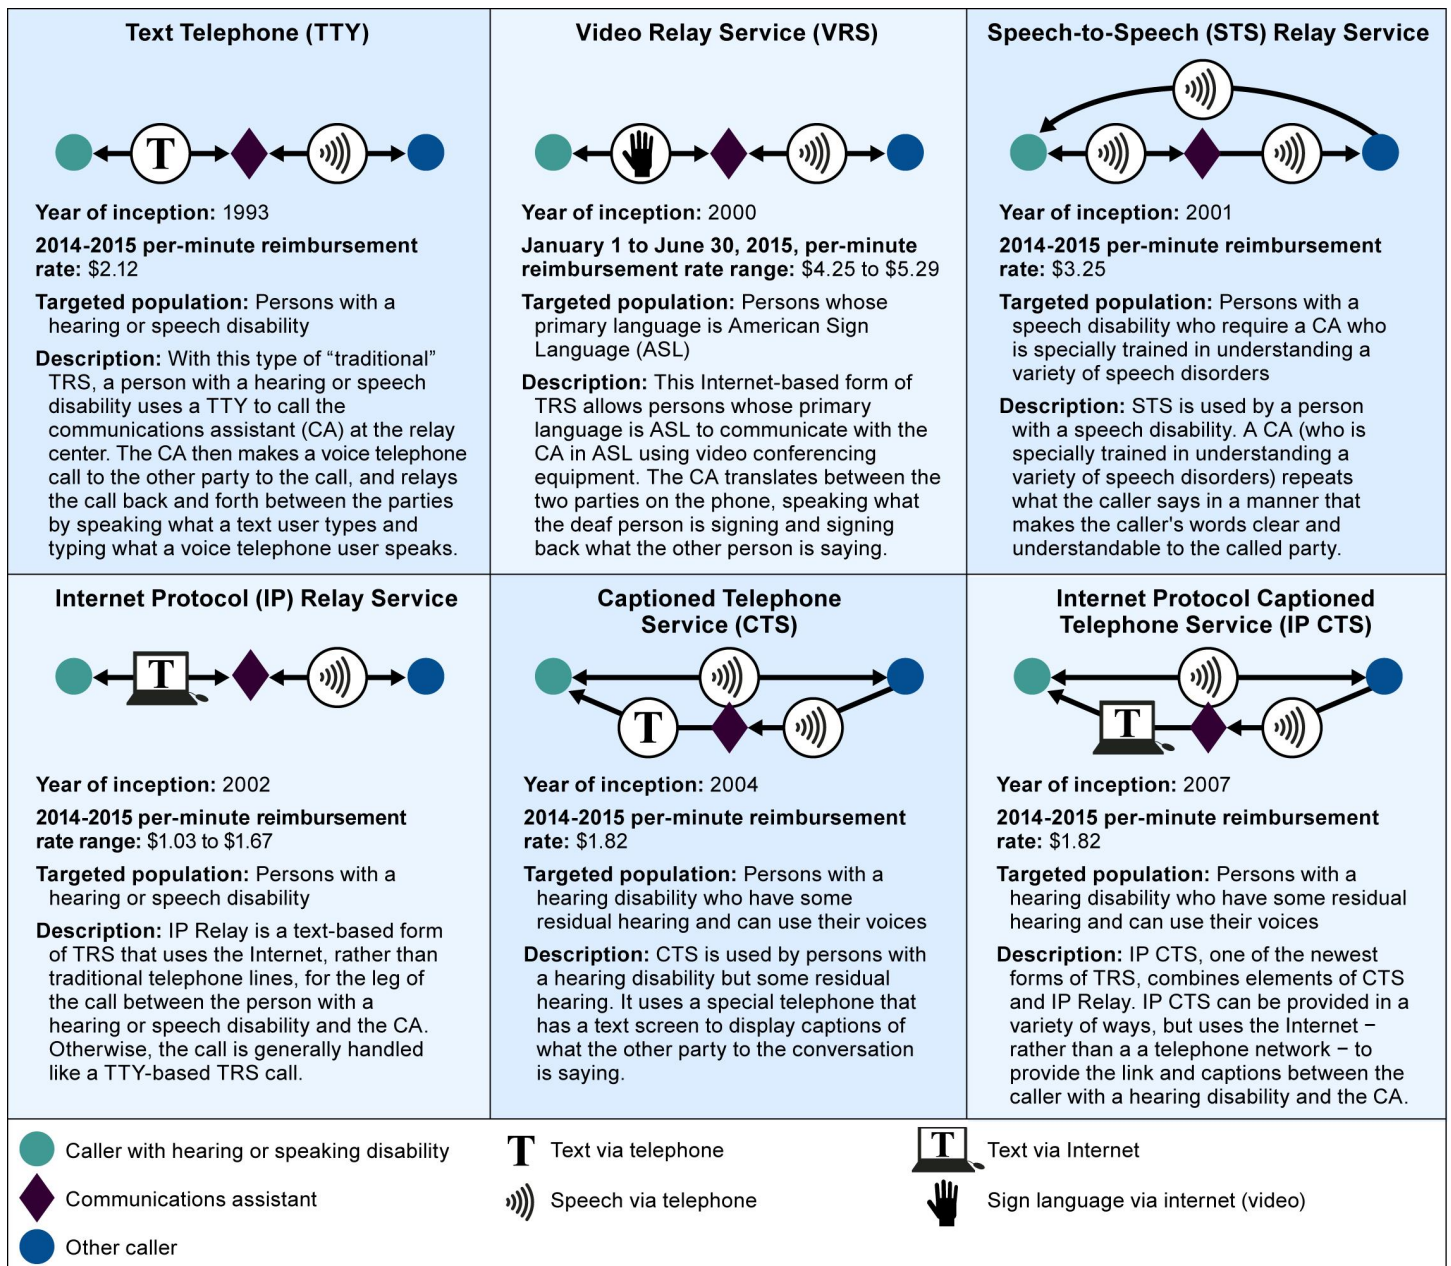 Text Telephone (TTY)
T
Year of inception: 1993
2014-2015 per-minute reimbursement
rate: $2.12
Targeted population: Persons with a
hearing or speech disability
Description: With this type of “traditional”
TRS, a person with a hearing or speech
disability uses a TTY to call the
communications assistant (CA) at the relay
center. The CA then makes a voice telephone
call to the other party to the call, and relays
the call back and forth between the parties
by speaking what a text user types and
typing what a voice telephone user speaks.
Video Relay Service (VRS)
Year of inception: 2000
January 1 to June 30, 2015, per-minute
reimbursement rate range: $4.25 to $5.29
Targeted population: Persons whose
primary language is American Sign
Language (ASL)
Description: This Internet-based form of
TRS allows persons whose primary
language is ASL to communicate with the
CA in ASL using video conferencing
equipment. The CA translates between the
two parties on the phone, speaking what
the deaf person is signing and signing
back what the other person is saying.
Speech-to-Speech (STS) Relay Service
Year of inception: 2001
2014-2015 per-minute reimbursement
rate: $3.25
Targeted population: Persons with a
speech disability who require a CA who
is specially trained in understanding a
variety of speech disorders
Description: STS is used by a person
with a speech disability. A CA (who is
specially trained in understanding a
variety of speech disorders) repeats
what the caller says in a manner that
makes the caller's words clear and
understandable to the called party.
Internet Protocol (IP) Relay Service
T
Year of inception: 2002
2014-2015 per-minute reimbursement
rate range: $1.03 to $1.67
Targeted population: Persons with a
hearing or speech disability
Description: IP Relay is a text-based form
of TRS that uses the Internet, rather than
traditional telephone lines, for the leg of
the call between the person with a
hearing or speech disability and the CA.
Otherwise, the call is generally handled
like a TTY-based TRS call.
Captioned Telephone
Service (CTS)
T
Year of inception: 2004
2014-2015 per-minute reimbursement
rate: $1.82
Targeted population: Persons with a
hearing disability who have some
residual hearing and can use their voices
Description: CTS is used by persons with
a hearing disability but some residual
hearing. It uses a special telephone that
has a text screen to display captions of
what the other party to the conversation
is saying.
Internet Protocol Captioned
Telephone Service (IP CTS)
T
Year of inception: 2007
2014-2015 per-minute reimbursement
rate: $1.82
Targeted population: Persons with a
hearing disability who have some residual
hearing and can use their voices
Description: IP CTS, one of the newest
forms of TRS, combines elements of CTS
and IP Relay. IP CTS can be provided in a
variety of ways, but uses the Internet −
rather than a a telephone network − to
provide the link and captions between the
caller with a hearing disability and the CA.
Caller with hearing or speaking disability
Communications assistant
Other caller
T Text via telephone
Speech via telephone
T Text via Internet
Sign language via internet (video)